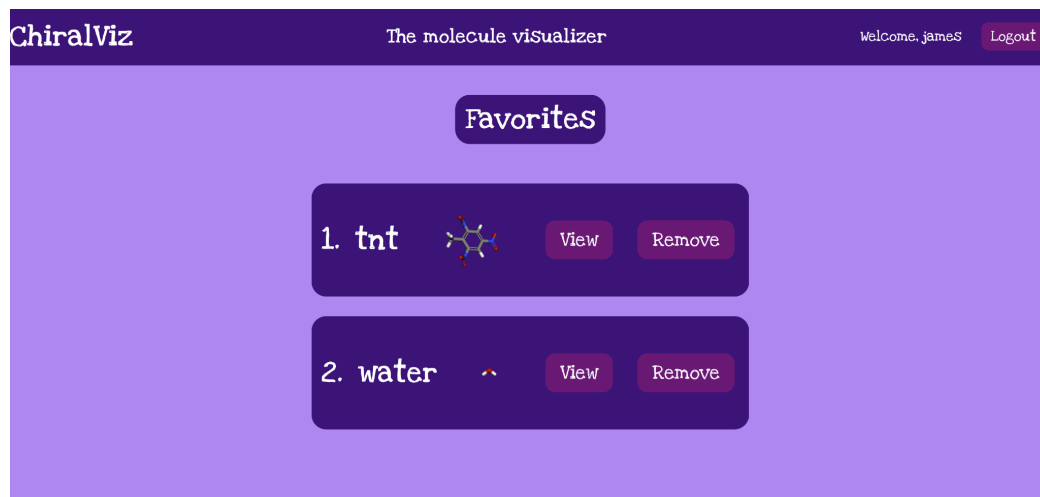 ChiralViz The molecule visualizer Welcome, james Logout
Favorites
1. tnt View Remove
2. water View Remove